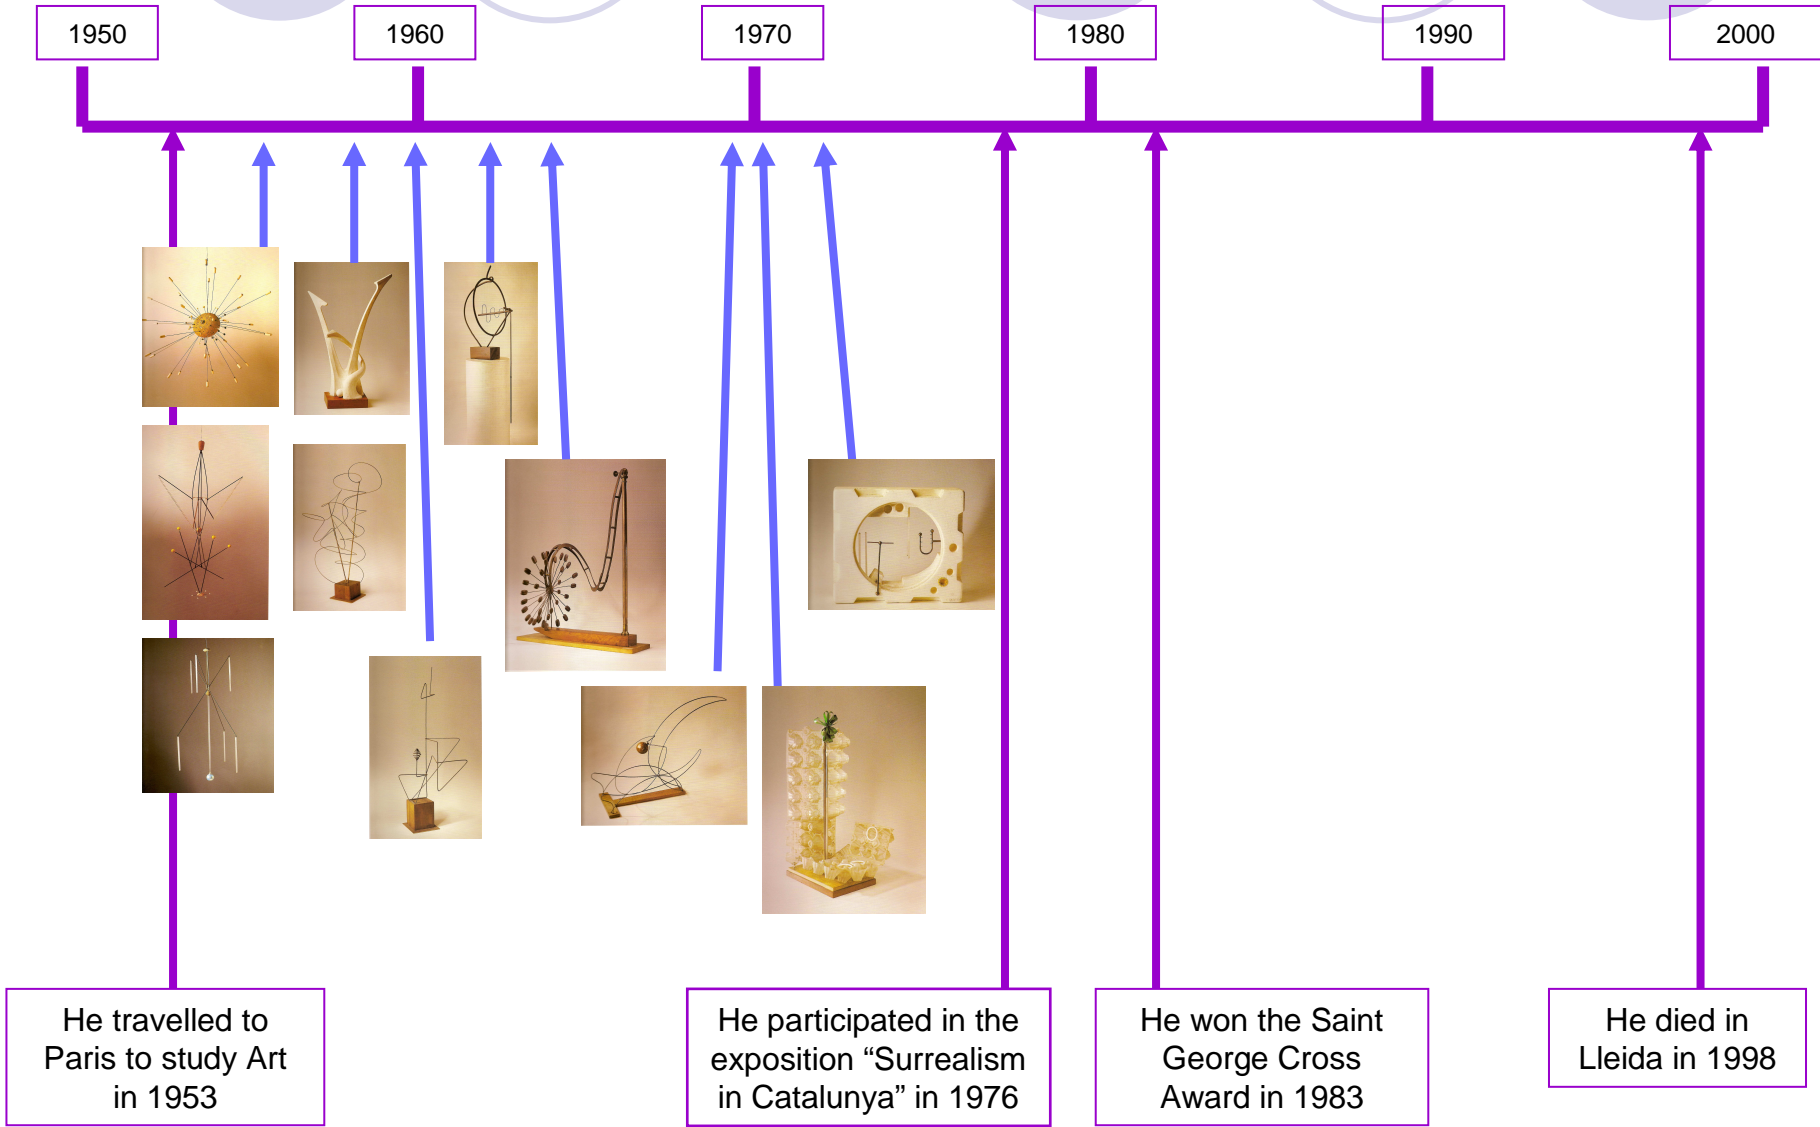 1950
1960
1970
1980
1990
2000
He travelled to
Paris to study Art
in 1953
He participated in the
exposition “Surrealism
in Catalunya” in 1976
He won the Saint
George Cross
Award in 1983
He died in
Lleida in 1998